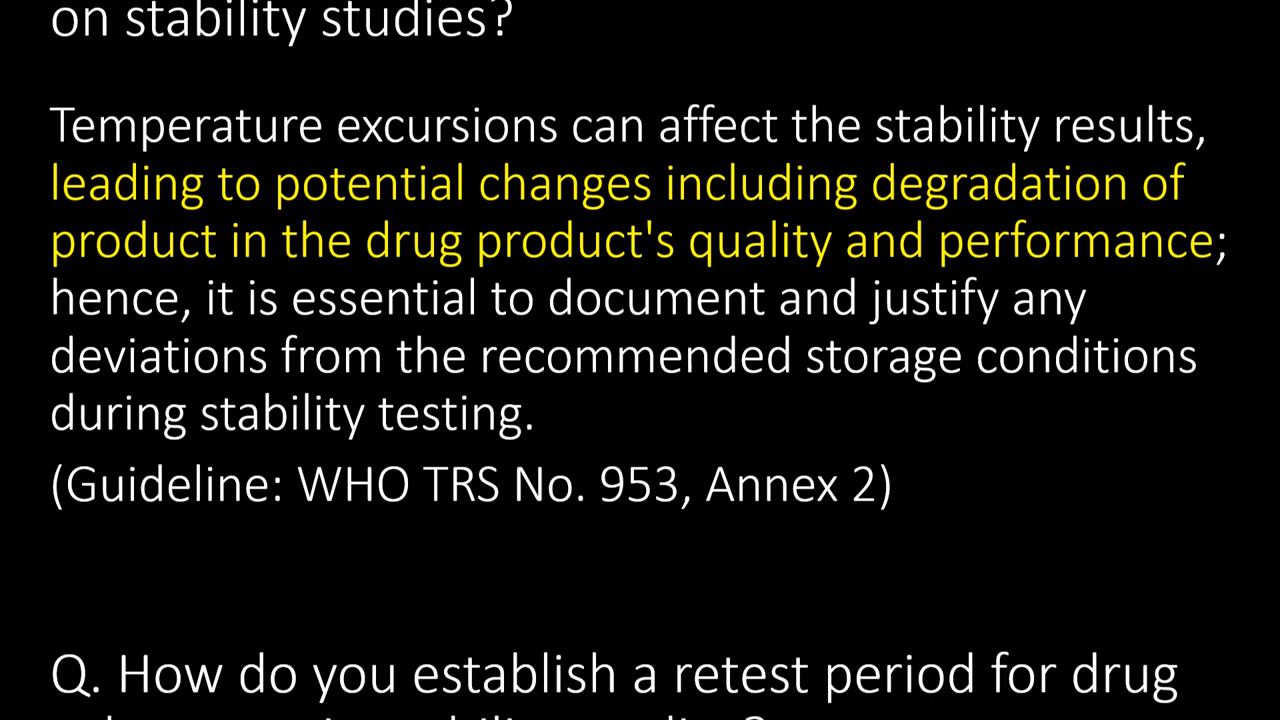 on stability studies?
Temperature excursions can affect the stability results,
leading to potential changes including degradation of
product in the drug product's quality and performance;
hence, it is essential to document and justify any
deviations from the recommended storage conditions
during stability testing.
(Guideline: WHO TRS No. 953, Annex 2)
Q. How do you establish a retest period for drug